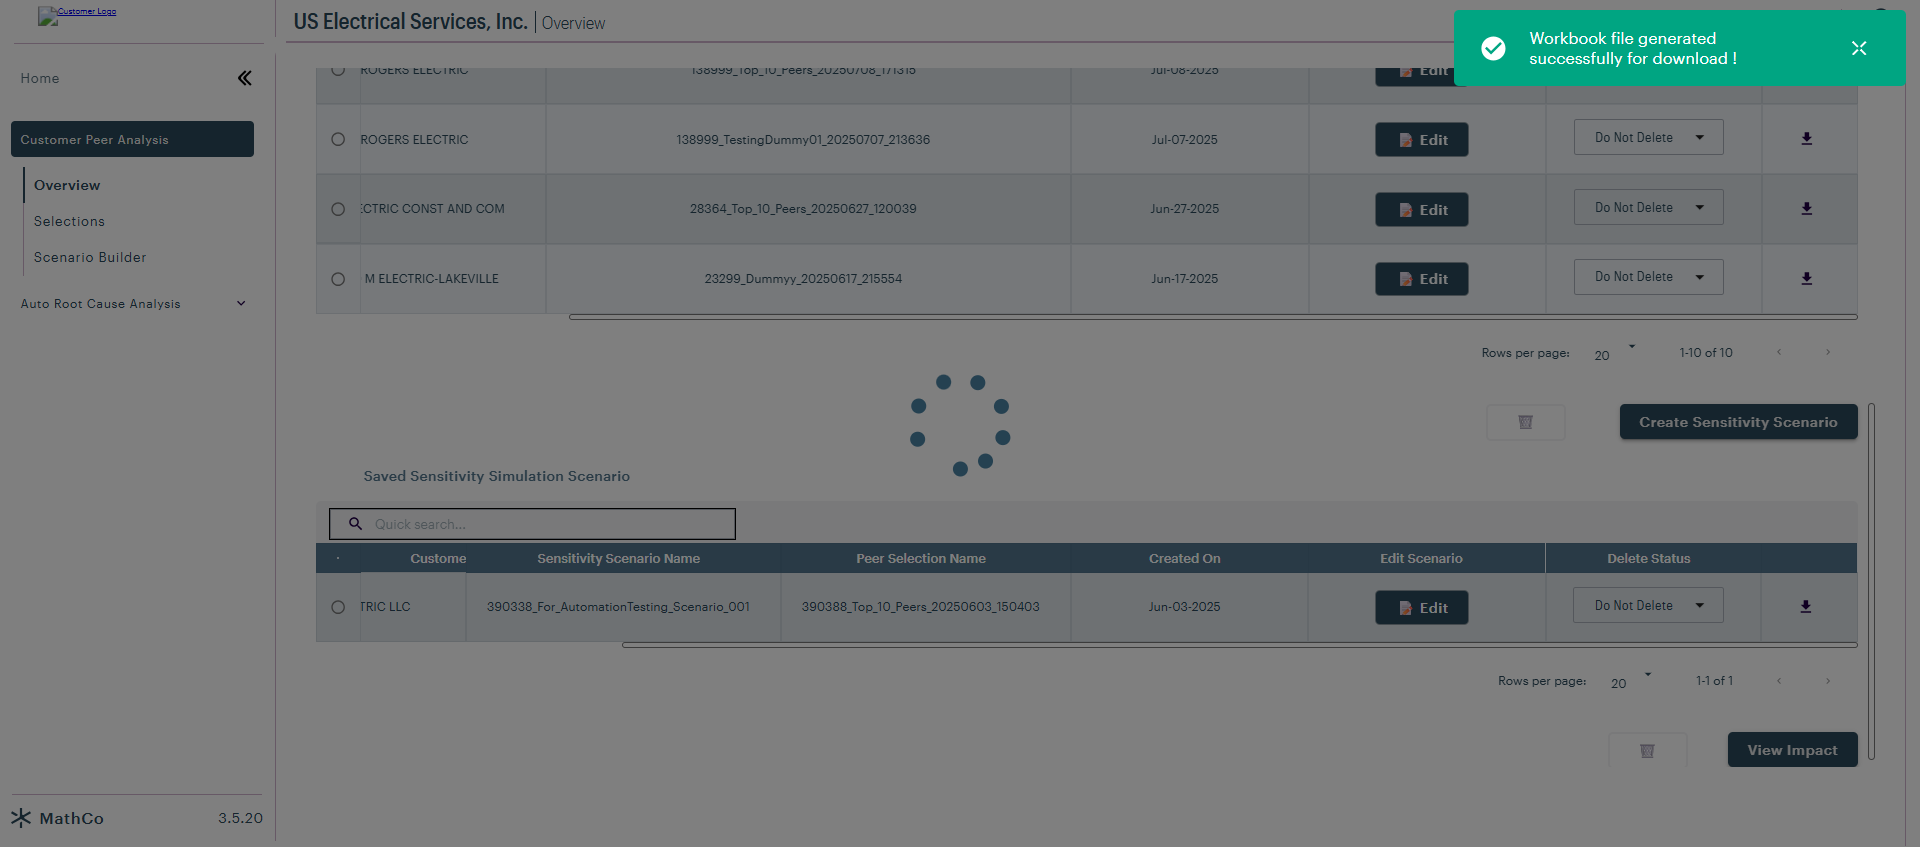 Customer Logo
US Electrical Services, Inc. | Overview
Workbook file generated
successfully for download !
Home
Customer Peer Analysis
Overview
Selections
Scenario Builder
Auto Root Cause Analysis
MathCo 3.5.20
ROGERS ELECTRIC 138999_Top_10_Peers_20250708_171315 Jul-08-2025 Edit
ROGERS ELECTRIC 138999_TestingDummy01_20250707_213636 Jul-07-2025 Edit Do Not Delete
CTRIC CONST AND COM 28364_Top_10_Peers_20250627_120039 Jun-27-2025 Edit Do Not Delete
M ELECTRIC-LAKEVILLE 23299_Dummyy_20250617_215554 Jun-17-2025 Edit Do Not Delete
Rows per page: 20 1-10 of 10
Create Sensitivity Scenario
Saved Sensitivity Simulation Scenario
Quick search...
Custome Sensitivity Scenario Name Peer Selection Name Created On Edit Scenario Delete Status
TRIC LLC 390338_For_AutomationTesting_Scenario_001 390388_Top_10_Peers_20250603_150403 Jun-03-2025 Edit Do Not Delete
Rows per page: 20 1-1 of 1
View Impact